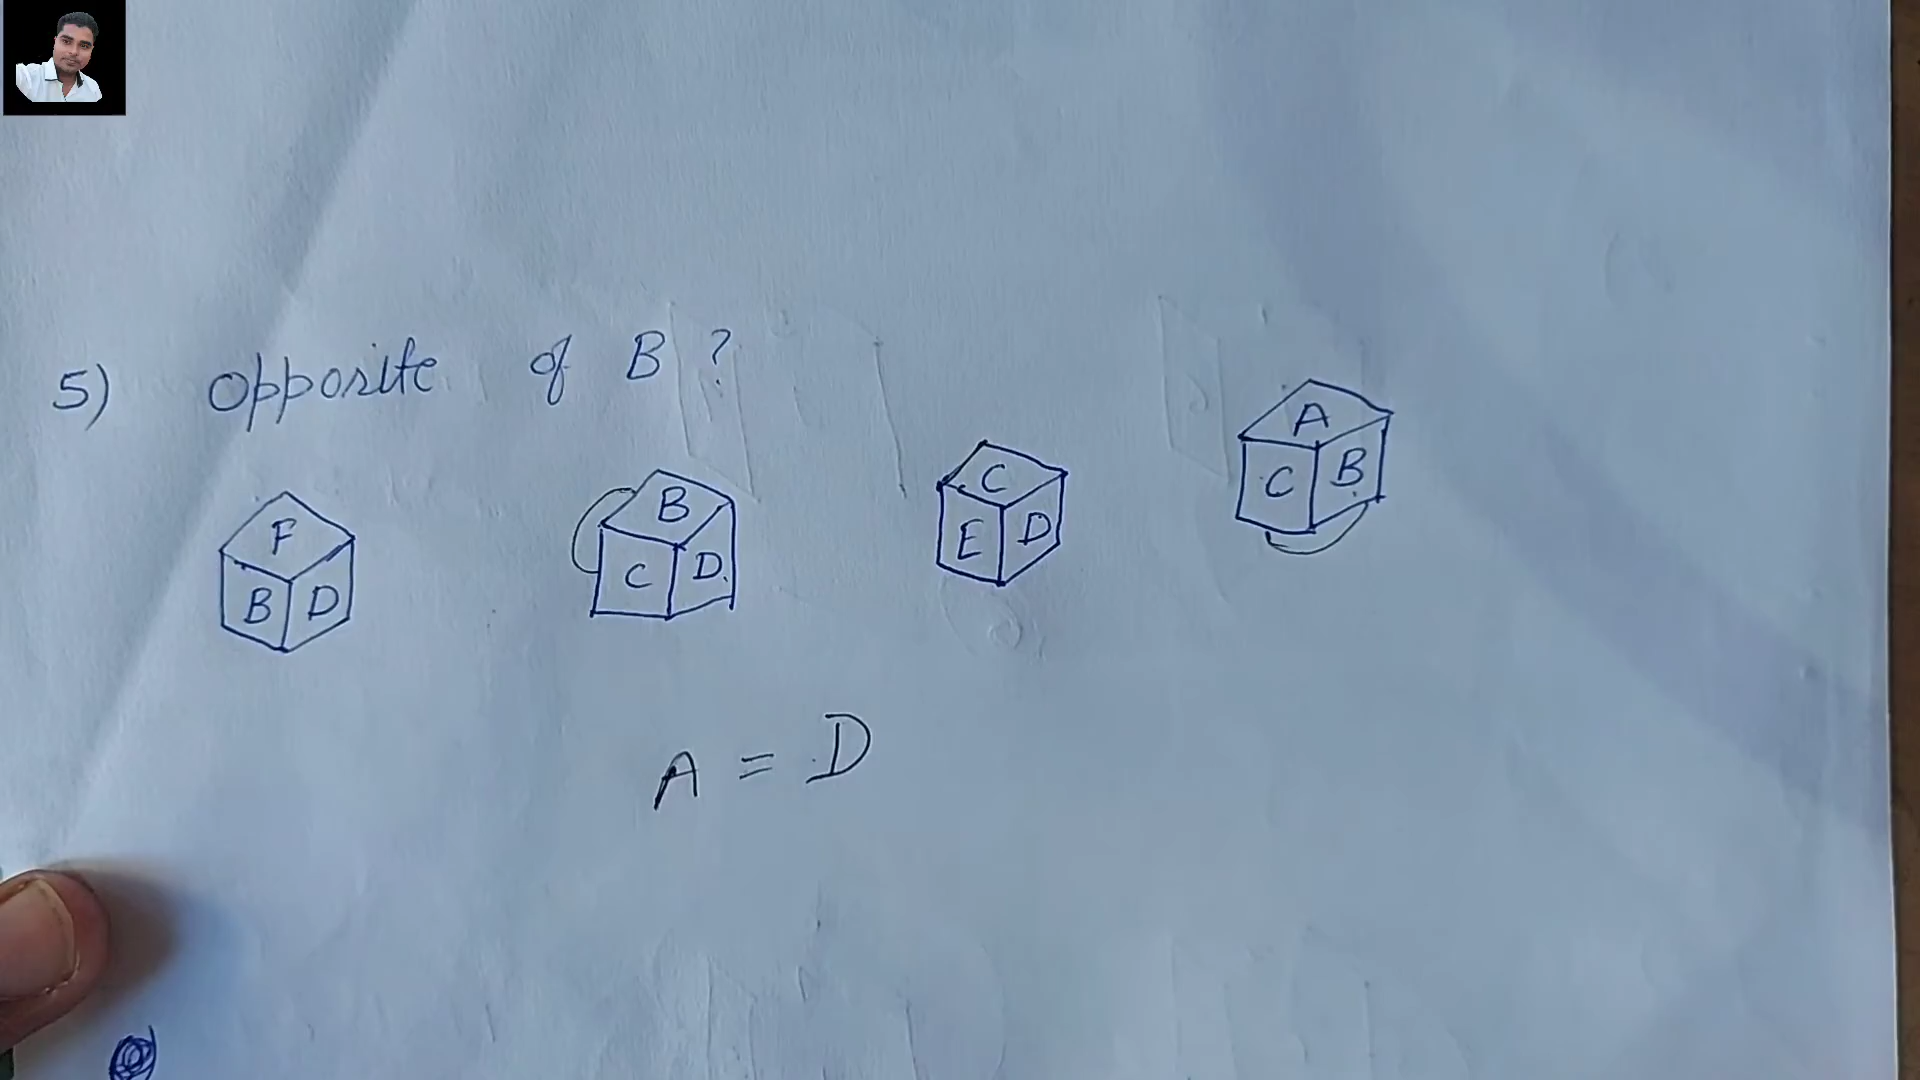 5) Opposite of B ?
F
B D
B
C D
C
E D
A
C B
A = D